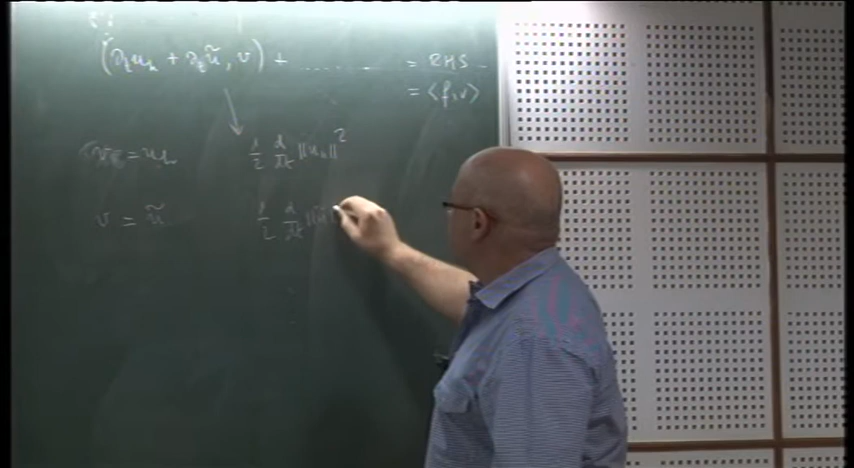 (∂ₜuₕ + ∂ₜũ, v) + ........ = RHS
= ⟨f, v⟩
v = uₕ 1/2 d/dt ||uₕ||²
v = ũ 1/2 d/dt ||ũ||